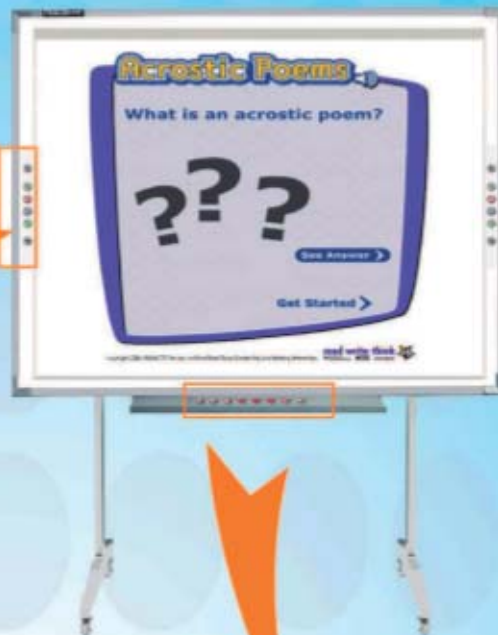 Acrostic Poems
What is an acrostic poem?
???
See Answer
Get Started
read write think